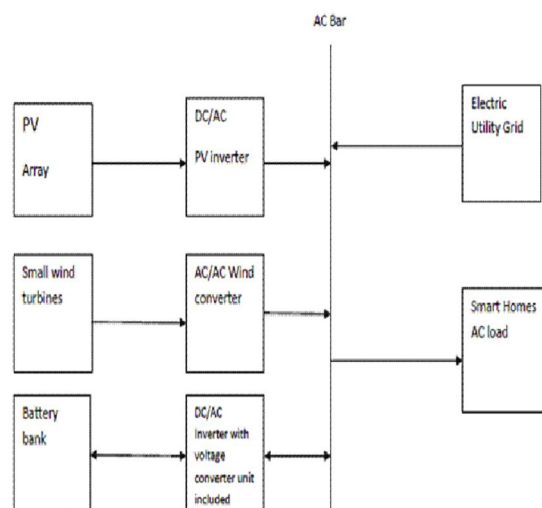 AC Bar
PV
Array
DC/AC
PV inverter
Electric
Utility Grid
Small wind
turbines
AC/AC Wind
converter
Smart Homes
AC load
Battery
bank
DC/AC
Inverter with
voltage
converter unit
included